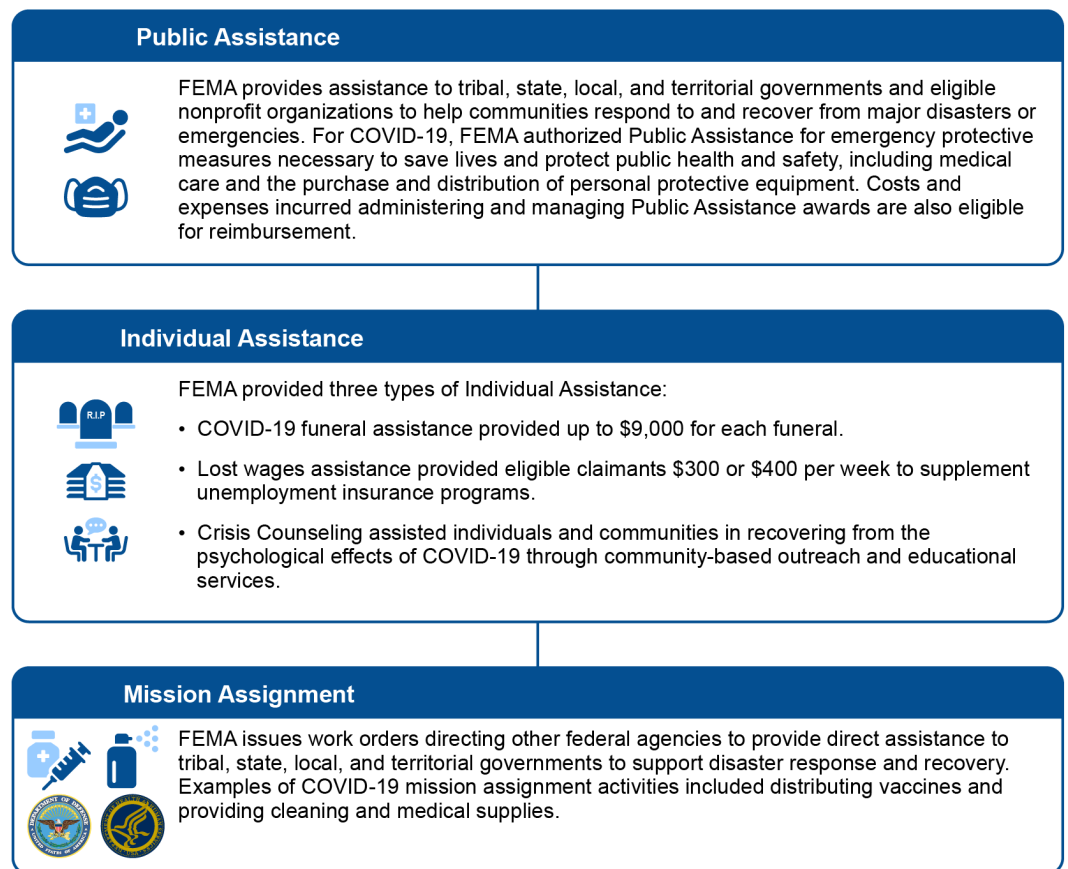 Public Assistance
FEMA provides assistance to tribal, state, local, and territorial governments and eligible
nonprofit organizations to help communities respond to and recover from major disasters or
emergencies. For COVID-19, FEMA authorized Public Assistance for emergency protective
measures necessary to save lives and protect public health and safety, including medical
care and the purchase and distribution of personal protective equipment. Costs and
expenses incurred administering and managing Public Assistance awards are also eligible
for reimbursement.
Individual Assistance
R.I.P
$
FEMA provided three types of Individual Assistance:
• COVID-19 funeral assistance provided up to $9,000 for each funeral.
• Lost wages assistance provided eligible claimants $300 or $400 per week to supplement
unemployment insurance programs.
• Crisis Counseling assisted individuals and communities in recovering from the
psychological effects of COVID-19 through community-based outreach and educational
services.
Mission Assignment
FEMA issues work orders directing other federal agencies to provide direct assistance to
tribal, state, local, and territorial governments to support disaster response and recovery.
Examples of COVID-19 mission assignment activities included distributing vaccines and
providing cleaning and medical supplies.
DEPARTMENT OF DEFENSE
UNITED STATES OF AMERICA